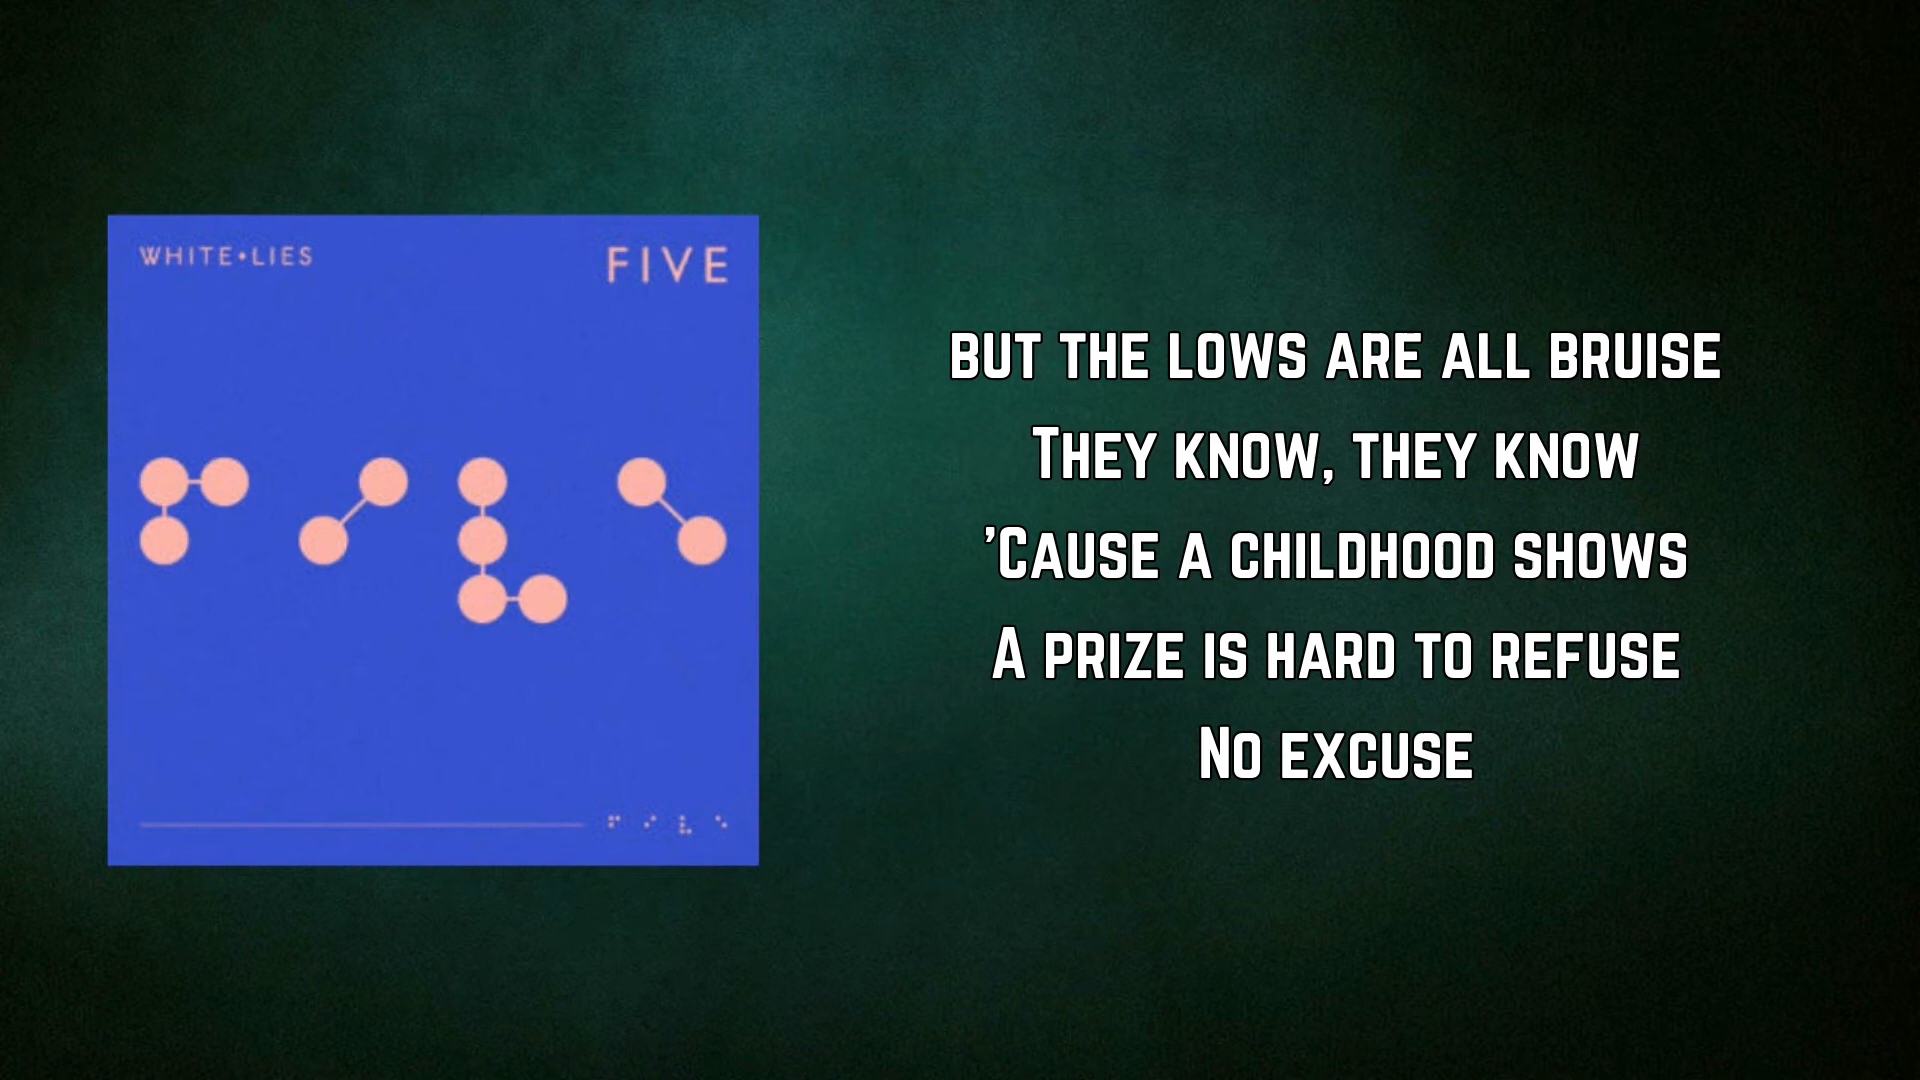 WHITE•LIES
FIVE
BUT THE LOWS ARE ALL BRUISE
THEY KNOW, THEY KNOW
'CAUSE A CHILDHOOD SHOWS
A PRIZE IS HARD TO REFUSE
NO EXCUSE
⠋ ⠊ ⠧ ⠑